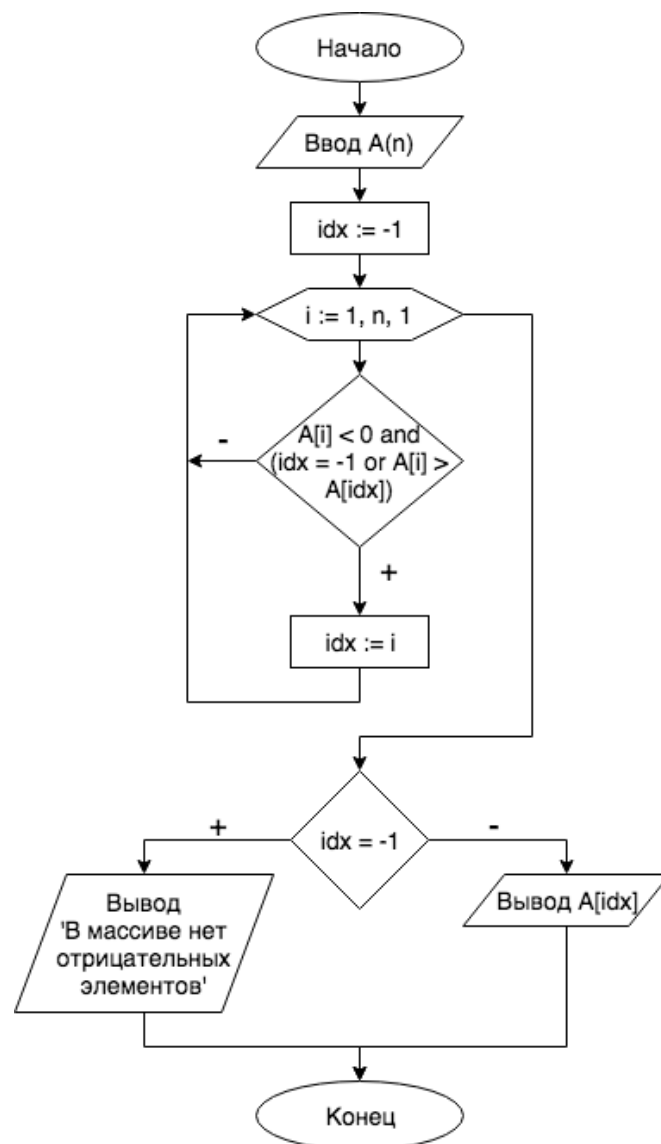 Начало
Ввод A(n)
idx := -1
i := 1, n, 1
A[i] < 0 and
(idx = -1 or A[i] >
A[idx])
-
+
idx := i
idx = -1
+
-
Вывод
'В массиве нет
отрицательных
элементов'
Вывод A[idx]
Конец